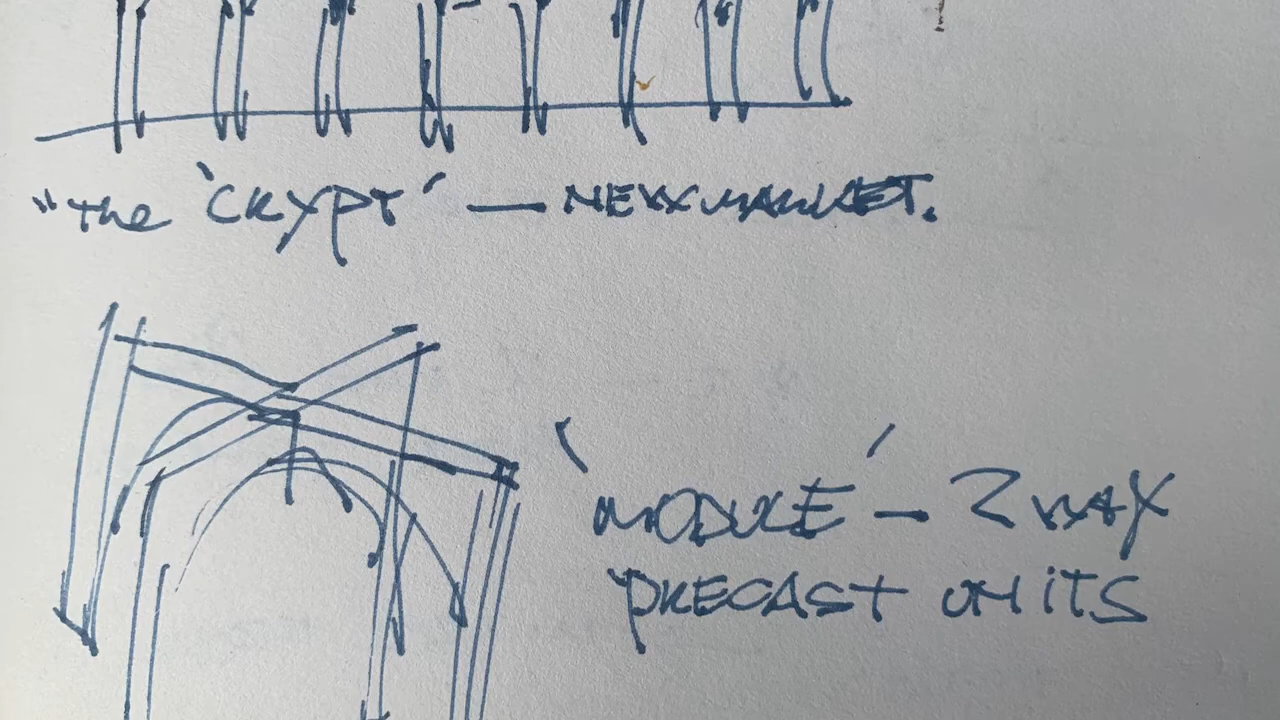 "the 'CRYPT' — NEWMARKET.
'MODULE' — 2 WAY
PRECAST UNITS